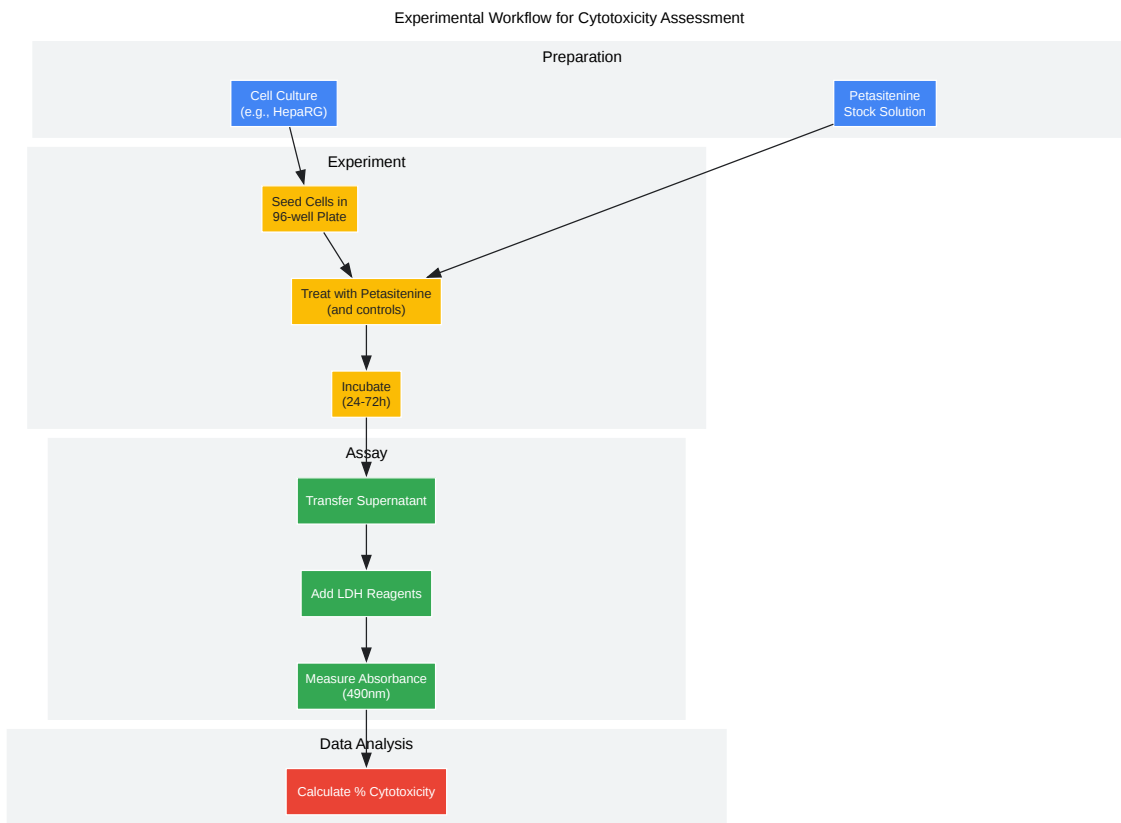 Experimental Workflow for Cytotoxicity Assessment
Preparation
Cell Culture
(e.g., HepaRG)
Petasitenine
Stock Solution
Experiment
Seed Cells in
96-well Plate
Treat with Petasitenine
(and controls)
Incubate
(24-72h)
Assay
Transfer Supernatant
Add LDH Reagents
Measure Absorbance
(490nm)
Data Analysis
Calculate % Cytotoxicity